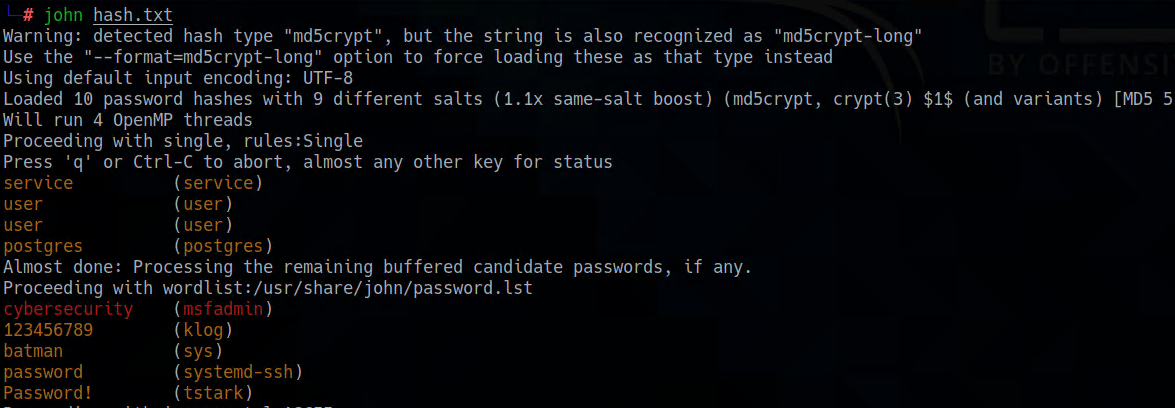 └─# john hash.txt
Warning: detected hash type "md5crypt", but the string is also recognized as "md5crypt-long"
Use the "--format=md5crypt-long" option to force loading these as that type instead
Using default input encoding: UTF-8
Loaded 10 password hashes with 9 different salts (1.1x same-salt boost) (md5crypt, crypt(3) $1$ (and variants) [MD5 5
Will run 4 OpenMP threads
Proceeding with single, rules:Single
Press 'q' or Ctrl-C to abort, almost any other key for status
service (service)
user (user)
user (user)
postgres (postgres)
Almost done: Processing the remaining buffered candidate passwords, if any.
Proceeding with wordlist:/usr/share/john/password.lst
cybersecurity (msfadmin)
123456789 (klog)
batman (sys)
password (systemd-ssh)
Password! (tstark)
BY OFFENSI